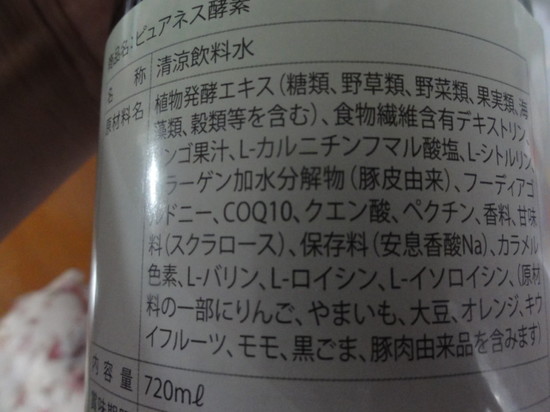 商品名:ピュアネス酵素
名 称 清涼飲料水
原材料名 植物発酵エキス(糖類、野草類、野菜類、果実類、海
藻類、穀類等を含む)、食物繊維含有デキストリン、
ンゴ果汁、L-カルニチンフマル酸塩、L-シトルリン、
ラーゲン加水分解物(豚皮由来)、フーディアゴ
ルドニー、COQ10、クエン酸、ペクチン、香料、甘味
料(スクラロース)、保存料(安息香酸Na)、カラメル
色素、L-バリン、L-ロイシン、L-イソロイシン、(原材
料の一部にりんご、やまいも、大豆、オレンジ、キウ
イフルーツ、モモ、黒ごま、豚肉由来品を含みます)
内 容 量 720mℓ